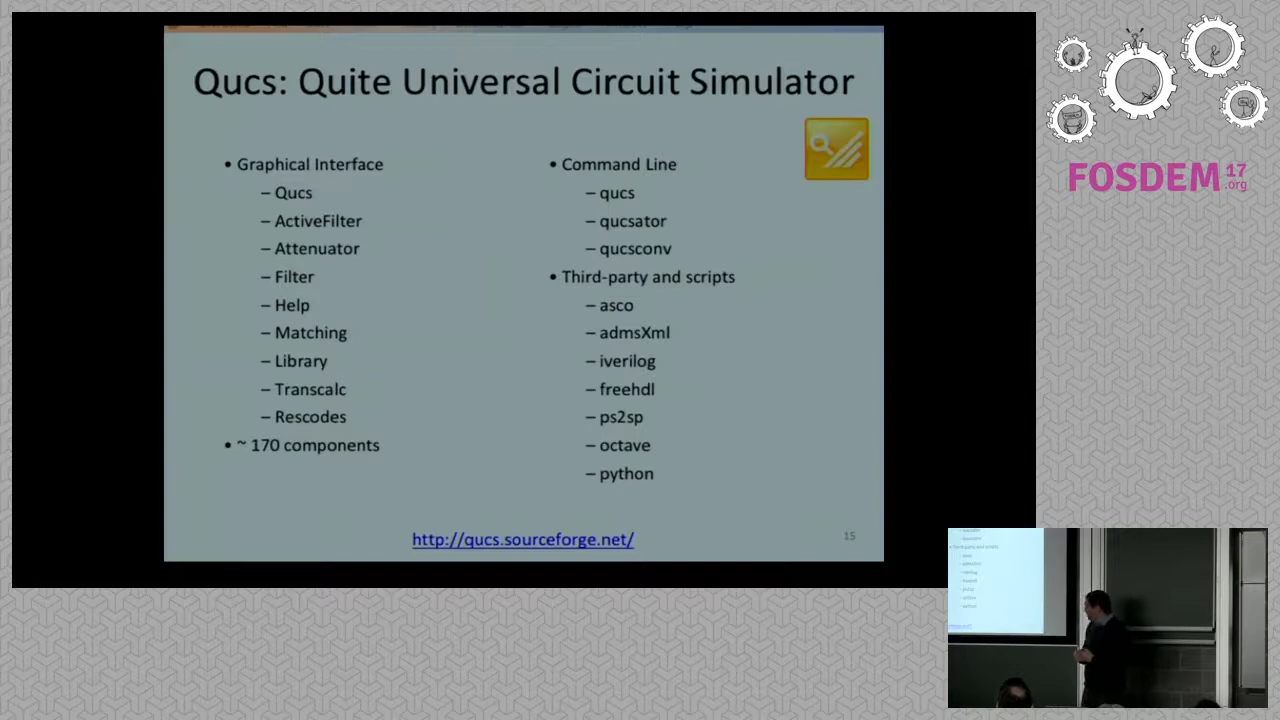 Qucs: Quite Universal Circuit Simulator
• Graphical Interface
– Qucs
– ActiveFilter
– Attenuator
– Filter
– Help
– Matching
– Library
– Transcalc
– Rescodes
• ~ 170 components
• Command Line
– qucs
– qucsator
– qucsconv
• Third-party and scripts
– asco
– admsXml
– iverilog
– freehdl
– ps2sp
– octave
– python
http://qucs.sourceforge.net/
15
FOSDEM 17 .org